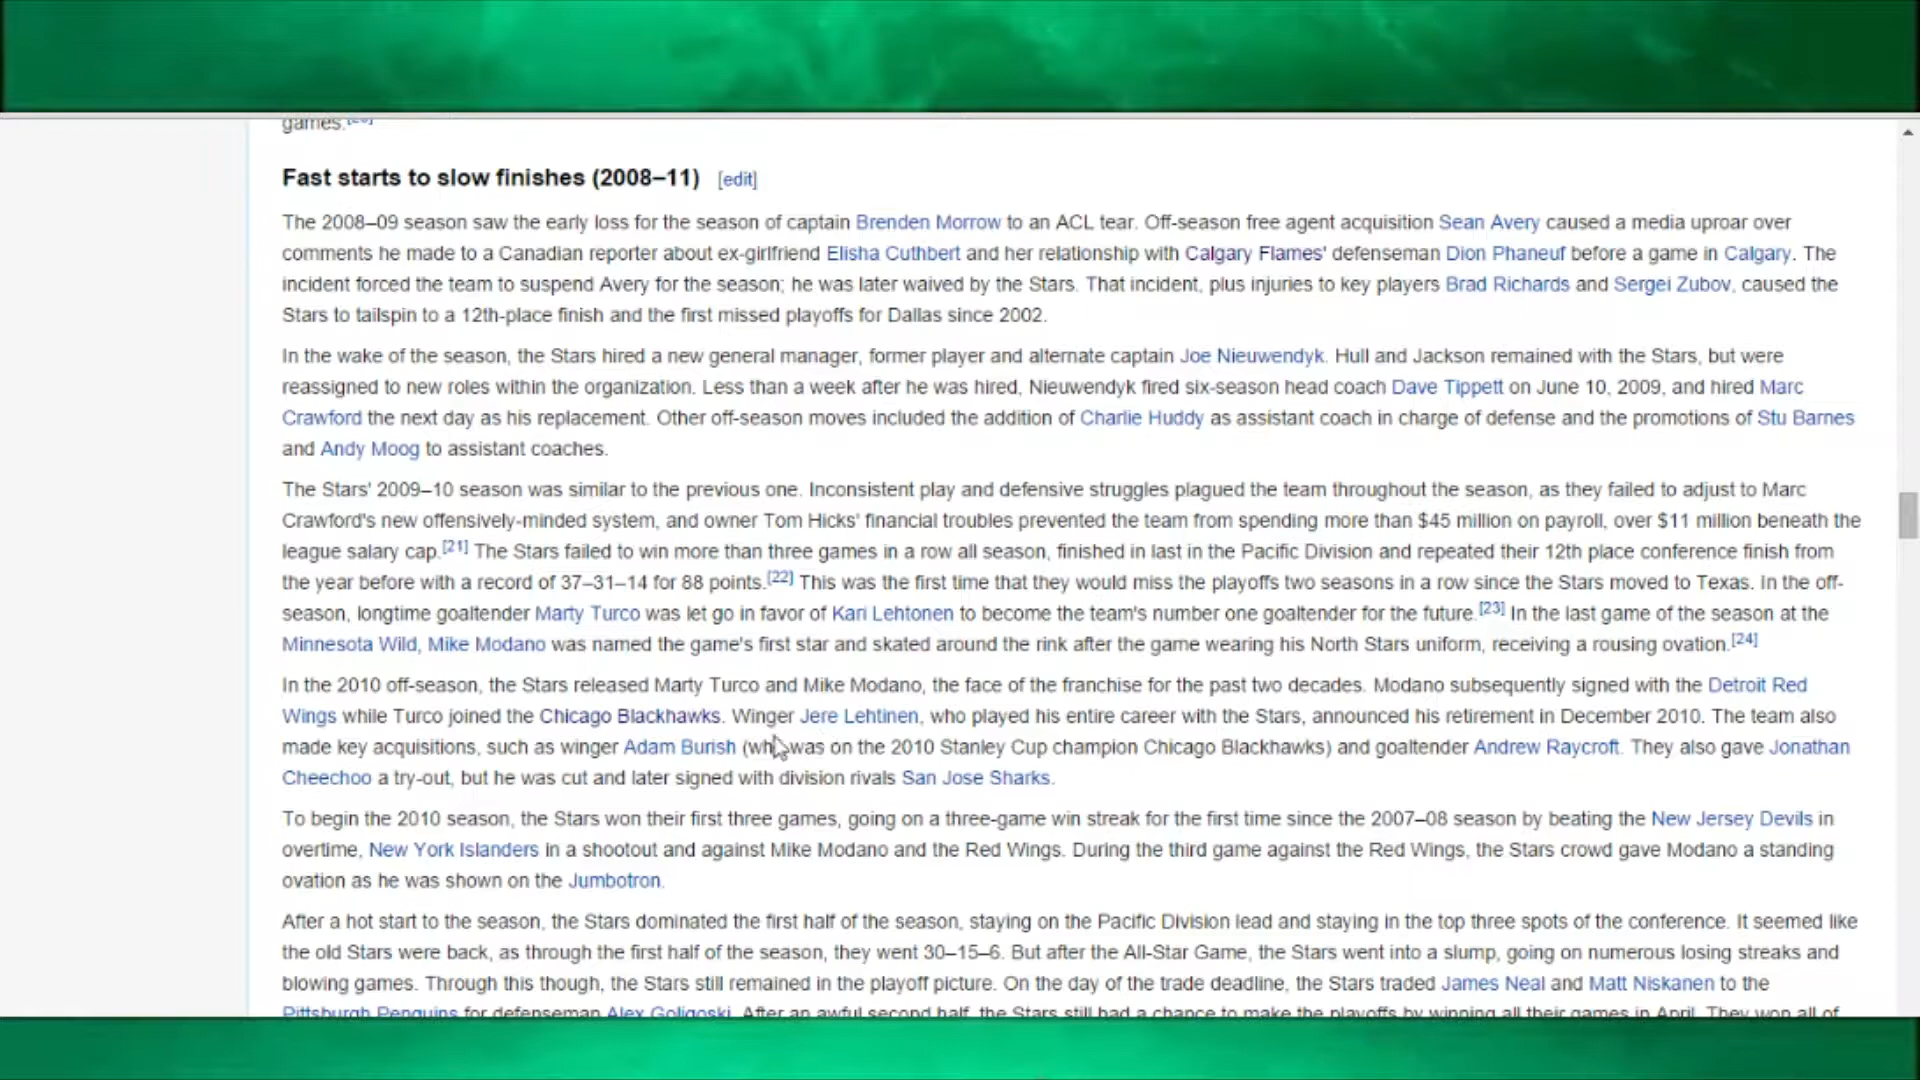 games.
Fast starts to slow finishes (2008–11) [edit]
The 2008–09 season saw the early loss for the season of captain Brenden Morrow to an ACL tear. Off-season free agent acquisition Sean Avery caused a media uproar over
comments he made to a Canadian reporter about ex-girlfriend Elisha Cuthbert and her relationship with Calgary Flames' defenseman Dion Phaneuf before a game in Calgary. The
incident forced the team to suspend Avery for the season; he was later waived by the Stars. That incident, plus injuries to key players Brad Richards and Sergei Zubov, caused the
Stars to tailspin to a 12th-place finish and the first missed playoffs for Dallas since 2002.
In the wake of the season, the Stars hired a new general manager, former player and alternate captain Joe Nieuwendyk. Hull and Jackson remained with the Stars, but were
reassigned to new roles within the organization. Less than a week after he was hired, Nieuwendyk fired six-season head coach Dave Tippett on June 10, 2009, and hired Marc
Crawford the next day as his replacement. Other off-season moves included the addition of Charlie Huddy as assistant coach in charge of defense and the promotions of Stu Barnes
and Andy Moog to assistant coaches.
The Stars' 2009–10 season was similar to the previous one. Inconsistent play and defensive struggles plagued the team throughout the season, as they failed to adjust to Marc
Crawford's new offensively-minded system, and owner Tom Hicks' financial troubles prevented the team from spending more than $45 million on payroll, over $11 million beneath the
league salary cap.[21] The Stars failed to win more than three games in a row all season, finished in last in the Pacific Division and repeated their 12th place conference finish from
the year before with a record of 37–31–14 for 88 points.[22] This was the first time that they would miss the playoffs two seasons in a row since the Stars moved to Texas. In the off-
season, longtime goaltender Marty Turco was let go in favor of Kari Lehtonen to become the team's number one goaltender for the future.[23] In the last game of the season at the
Minnesota Wild, Mike Modano was named the game's first star and skated around the rink after the game wearing his North Stars uniform, receiving a rousing ovation.[24]
In the 2010 off-season, the Stars released Marty Turco and Mike Modano, the face of the franchise for the past two decades. Modano subsequently signed with the Detroit Red
Wings while Turco joined the Chicago Blackhawks. Winger Jere Lehtinen, who played his entire career with the Stars, announced his retirement in December 2010. The team also
made key acquisitions, such as winger Adam Burish (who was on the 2010 Stanley Cup champion Chicago Blackhawks) and goaltender Andrew Raycroft. They also gave Jonathan
Cheechoo a try-out, but he was cut and later signed with division rivals San Jose Sharks.
To begin the 2010 season, the Stars won their first three games, going on a three-game win streak for the first time since the 2007–08 season by beating the New Jersey Devils in
overtime, New York Islanders in a shootout and against Mike Modano and the Red Wings. During the third game against the Red Wings, the Stars crowd gave Modano a standing
ovation as he was shown on the Jumbotron.
After a hot start to the season, the Stars dominated the first half of the season, staying on the Pacific Division lead and staying in the top three spots of the conference. It seemed like
the old Stars were back, as through the first half of the season, they went 30–15–6. But after the All-Star Game, the Stars went into a slump, going on numerous losing streaks and
blowing games. Through this though, the Stars still remained in the playoff picture. On the day of the trade deadline, the Stars traded James Neal and Matt Niskanen to the
Pittsburgh Penguins for defenseman Alex Goligoski. After an awful second half, the Stars still had a chance to make the playoffs by winning all their games in April. They won all of